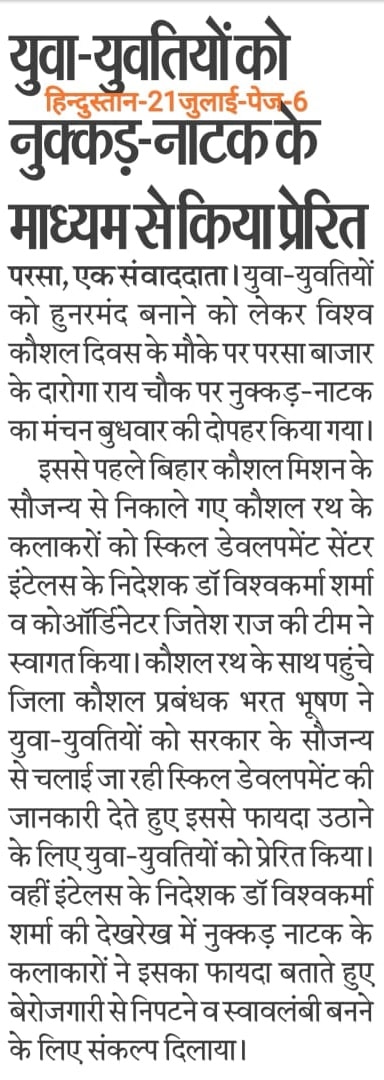 युवा-युवतियों को
हिन्दुस्तान-21जुलाई-पेज-6
नुक्कड़-नाटक के
माध्यम से किया प्रेरित
परसा, एक संवाददाता। युवा-युवतियों
को हुनरमंद बनाने को लेकर विश्व
कौशल दिवस के मौके पर परसा बाजार
के दारोगा राय चौक पर नुक्कड़-नाटक
का मंचन बुधवार की दोपहर किया गया।
इससे पहले बिहार कौशल मिशन के
सौजन्य से निकाले गए कौशल रथ के
कलाकरों को स्किल डेवलपमेंट सेंटर
इंटेलस के निदेशक डॉ विश्वकर्मा शर्मा
व कोऑर्डिनेटर जितेश राज की टीम ने
स्वागत किया। कौशल रथ के साथ पहुंचे
जिला कौशल प्रबंधक भरत भूषण ने
युवा-युवतियों को सरकार के सौजन्य
से चलाई जा रही स्किल डेवलपमेंट की
जानकारी देते हुए इससे फायदा उठाने
के लिए युवा-युवतियों को प्रेरित किया।
वहीं इंटेलस के निदेशक डॉ विश्वकर्मा
शर्मा की देखरेख में नुक्कड़ नाटक के
कलाकारों ने इसका फायदा बताते हुए
बेरोजगारी से निपटने व स्वावलंबी बनने
के लिए संकल्प दिलाया।